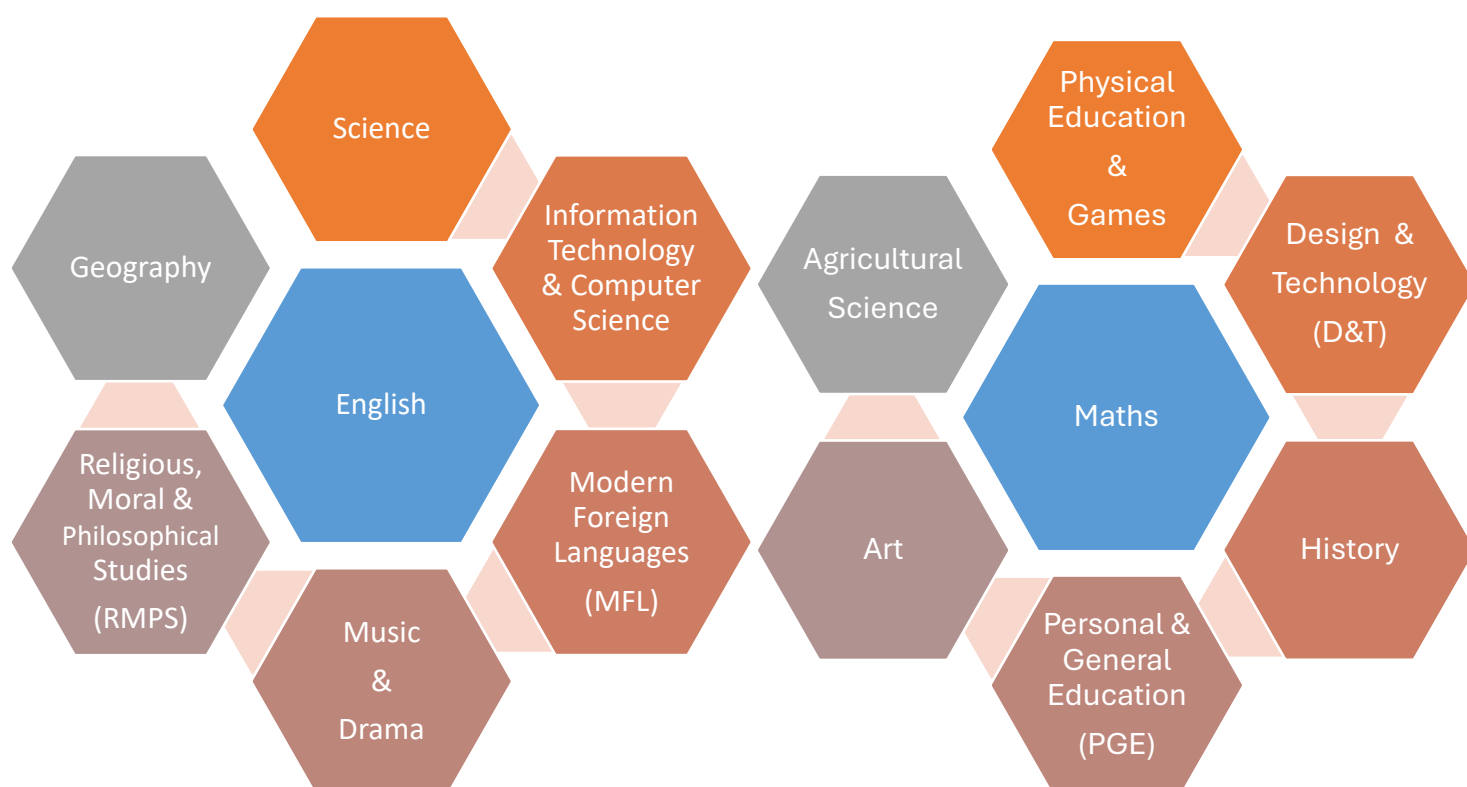 Science
Information
Technology
& Computer
Science
Geography
English
Religious,
Moral &
Philosophical
Studies
(RMPS)
Modern
Foreign
Languages
(MFL)
Music
&
Drama
Physical
Education
&
Games
Design &
Technology
(D&T)
Agricultural
Science
Maths
Art
History
Personal &
General
Education
(PGE)